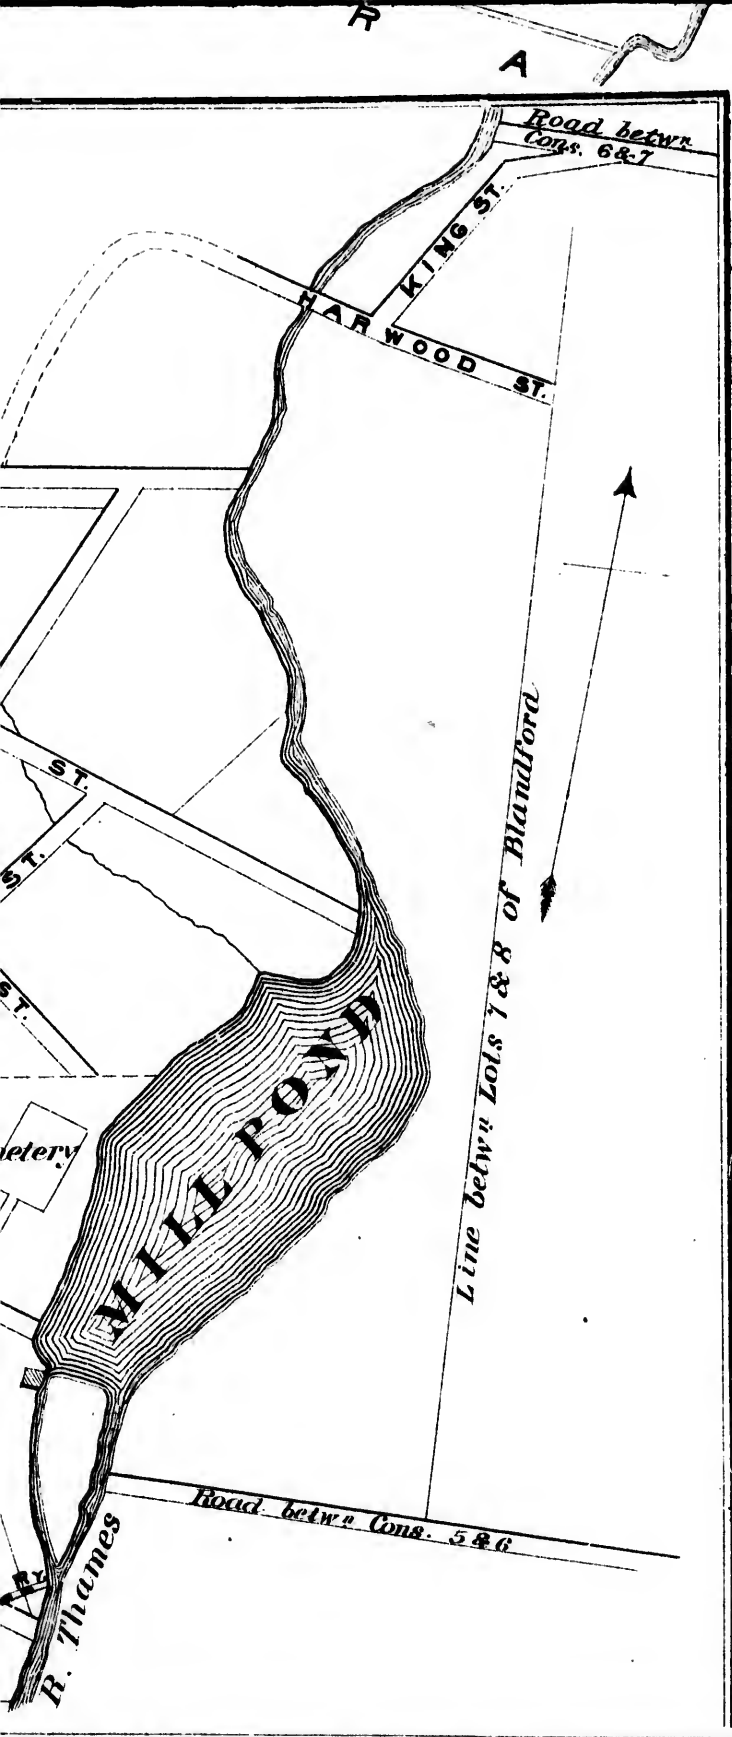 R
A
Road betwn
Cons. 6 & 7
KING ST.
HARWOOD ST.
Line betwn Lots 7 & 8 of Blandford
ST.
ST.
ST.
MILL POND
etery
Road betwn Cons. 5 & 6
RY.
R. Thames